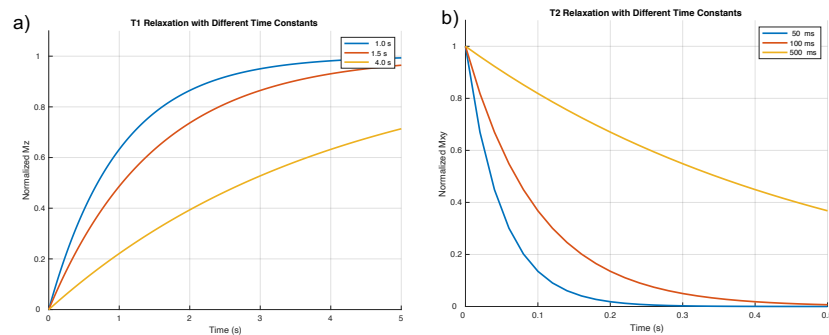 a)
T1 Relaxation with Different Time Constants
1.0 s
1.5 s
4.0 s
Normalized Mz
1
0.8
0.6
0.4
0.2
0
0
1
2
3
4
5
Time (s)
b)
T2 Relaxation with Different Time Constants
50 ms
100 ms
500 ms
Normalized Mxy
1
0.8
0.6
0.4
0.2
0
0
0.1
0.2
0.3
0.4
0.5
Time (s)